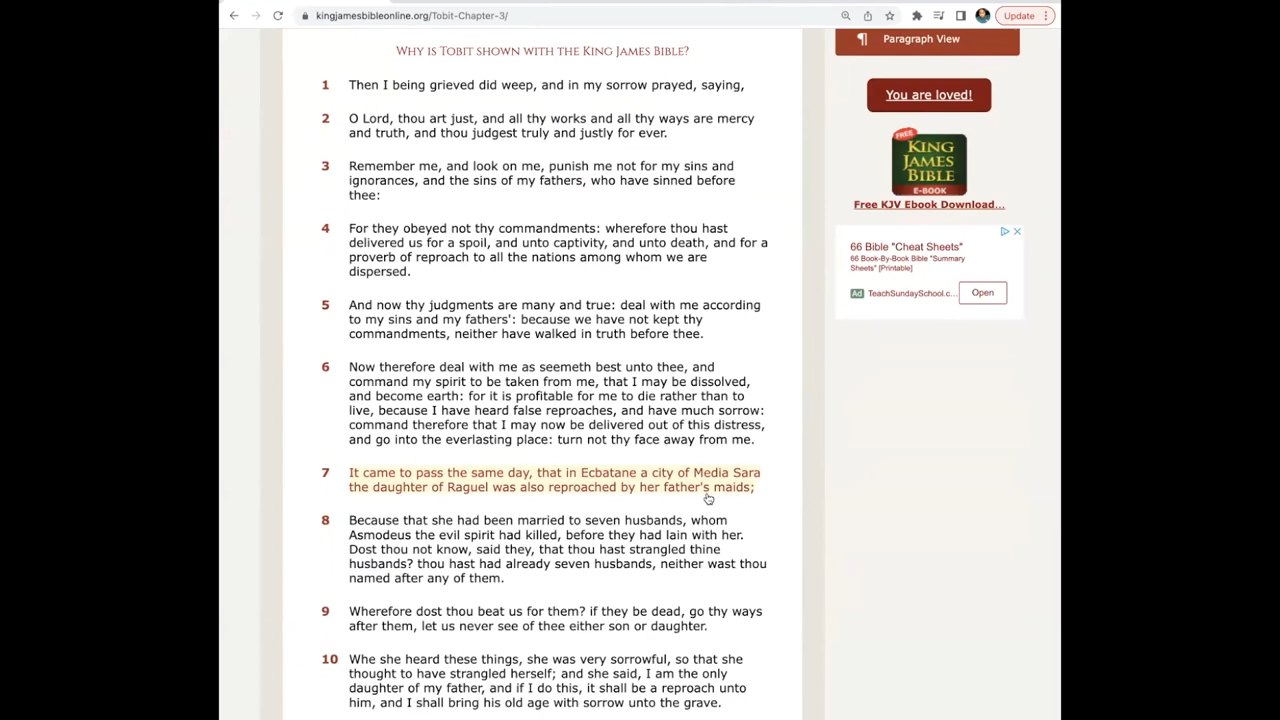 kingjamesbibleonline.org/Tobit-Chapter-3/
Update
WHY IS TOBIT SHOWN WITH THE KING JAMES BIBLE?
1 Then I being grieved did weep, and in my sorrow prayed, saying,
2 O Lord, thou art just, and all thy works and all thy ways are mercy
and truth, and thou judgest truly and justly for ever.
3 Remember me, and look on me, punish me not for my sins and
ignorances, and the sins of my fathers, who have sinned before
thee:
4 For they obeyed not thy commandments: wherefore thou hast
delivered us for a spoil, and unto captivity, and unto death, and for a
proverb of reproach to all the nations among whom we are
dispersed.
5 And now thy judgments are many and true: deal with me according
to my sins and my fathers': because we have not kept thy
commandments, neither have walked in truth before thee.
6 Now therefore deal with me as seemeth best unto thee, and
command my spirit to be taken from me, that I may be dissolved,
and become earth: for it is profitable for me to die rather than to
live, because I have heard false reproaches, and have much sorrow:
command therefore that I may now be delivered out of this distress,
and go into the everlasting place: turn not thy face away from me.
7 It came to pass the same day, that in Ecbatane a city of Media Sara
the daughter of Raguel was also reproached by her father's maids;
8 Because that she had been married to seven husbands, whom
Asmodeus the evil spirit had killed, before they had lain with her.
Dost thou not know, said they, that thou hast strangled thine
husbands? thou hast had already seven husbands, neither wast thou
named after any of them.
9 Wherefore dost thou beat us for them? if they be dead, go thy ways
after them, let us never see of thee either son or daughter.
10 Whe she heard these things, she was very sorrowful, so that she
thought to have strangled herself; and she said, I am the only
daughter of my father, and if I do this, it shall be a reproach unto
him, and I shall bring his old age with sorrow unto the grave.
¶ Paragraph View
You are loved!
FREE
KING
JAMES
BIBLE
E-BOOK
Free KJV Ebook Download...
66 Bible "Cheat Sheets"
66 Book-By-Book Bible "Summary
Sheets" [Printable]
Ad TeachSundaySchool.c...
Open